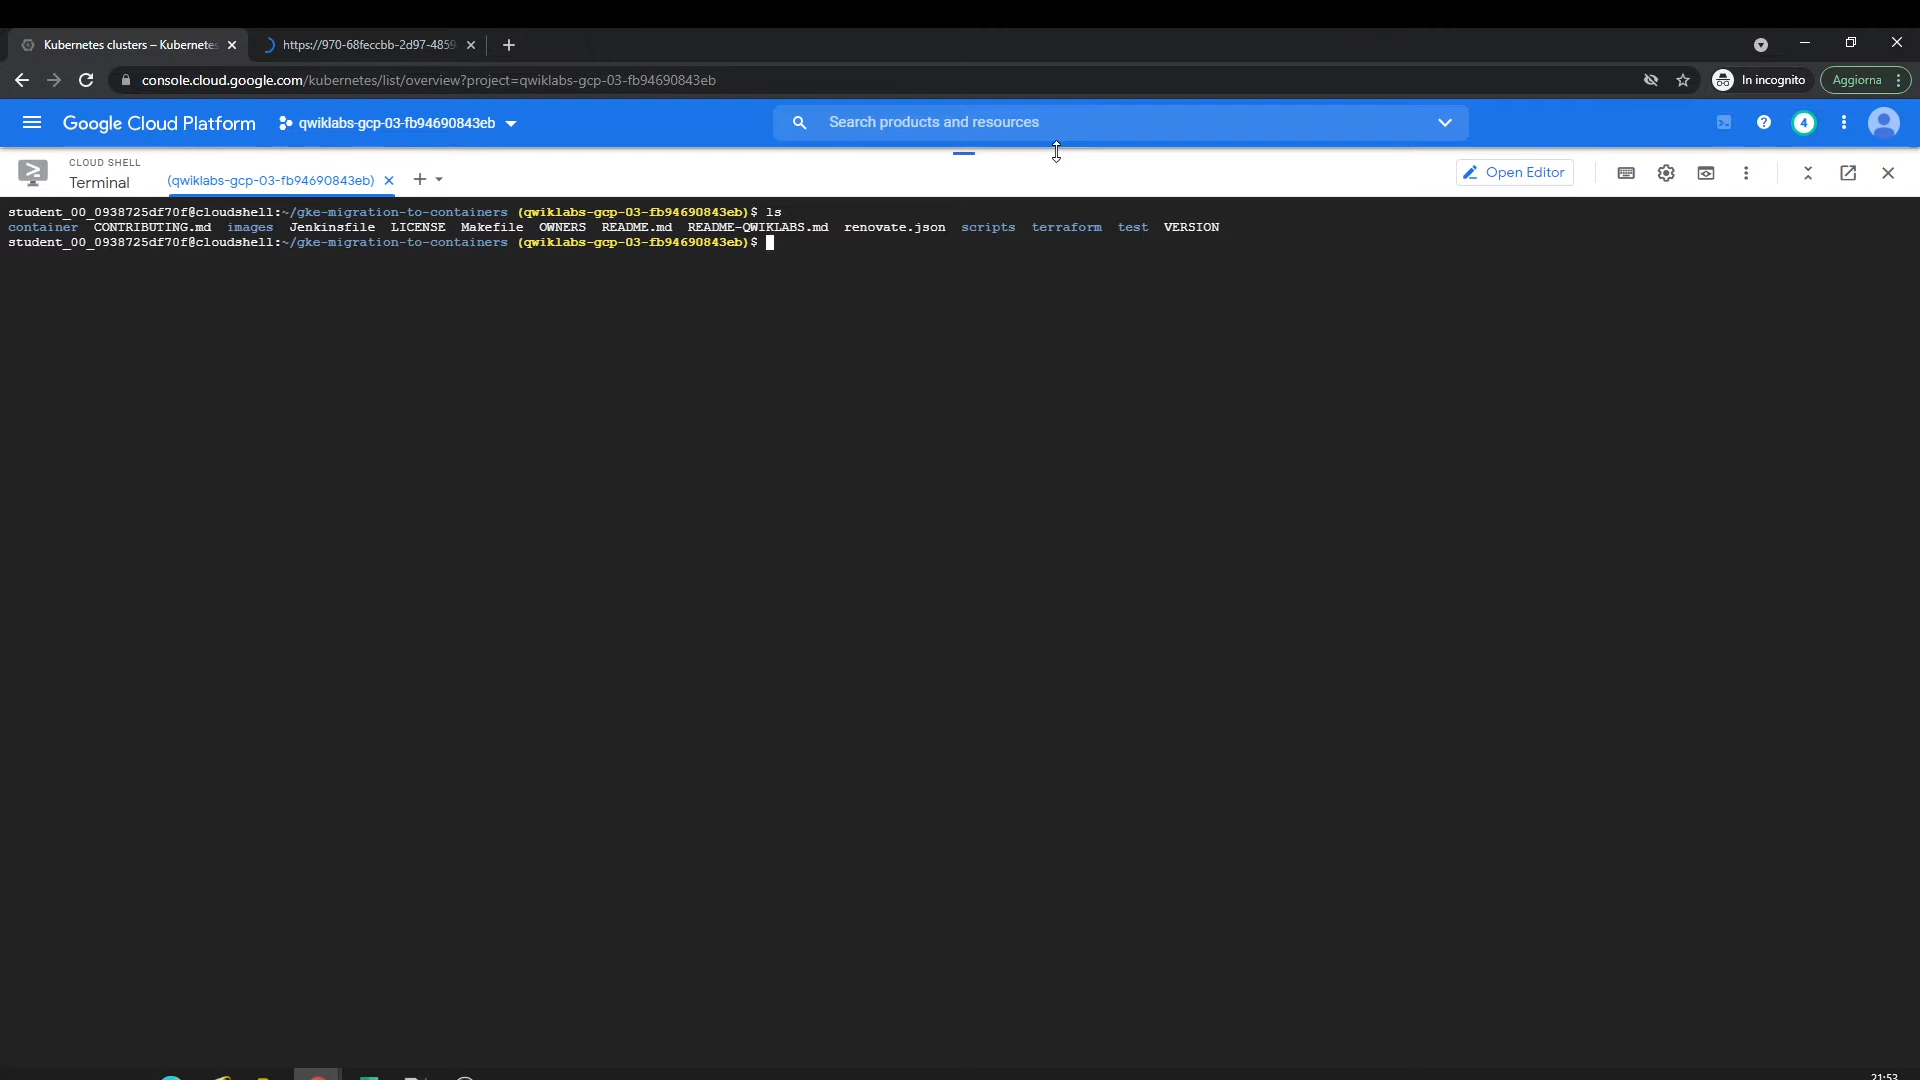 Kubernetes clusters – Kubernetes
https://970-68feccbb-2d97-4859
console.cloud.google.com/kubernetes/list/overview?project=qwiklabs-gcp-03-fb94690843eb
In incognito
Aggiorna
Google Cloud Platform
qwiklabs-gcp-03-fb94690843eb
Search products and resources
4
CLOUD SHELL
Terminal
(qwiklabs-gcp-03-fb94690843eb)
Open Editor
student_00_0938725df70f@cloudshell:~/gke-migration-to-containers (qwiklabs-gcp-03-fb94690843eb)$ ls
container CONTRIBUTING.md images Jenkinsfile LICENSE Makefile OWNERS README.md README-QWIKLABS.md renovate.json scripts terraform test VERSION
student_00_0938725df70f@cloudshell:~/gke-migration-to-containers (qwiklabs-gcp-03-fb94690843eb)$
21:53